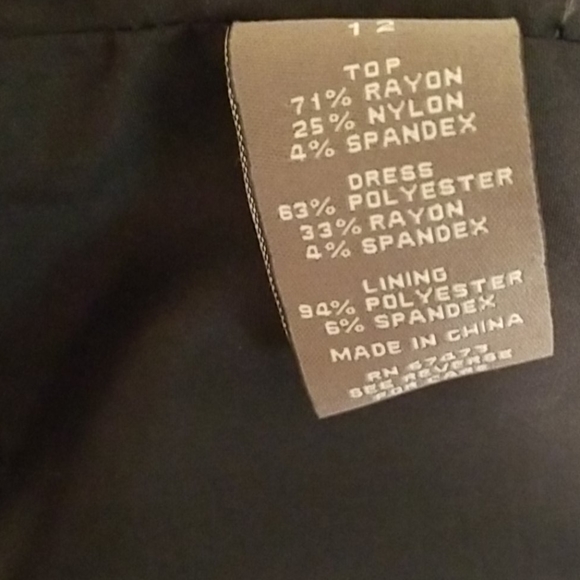 12
TOP
71% RAYON
25% NYLON
4% SPANDEX
DRESS
63% POLYESTER
33% RAYON
4% SPANDEX
LINING
94% POLYESTER
6% SPANDEX
MADE IN CHINA
RN 67473
SEE REVERSE
FOR CARE